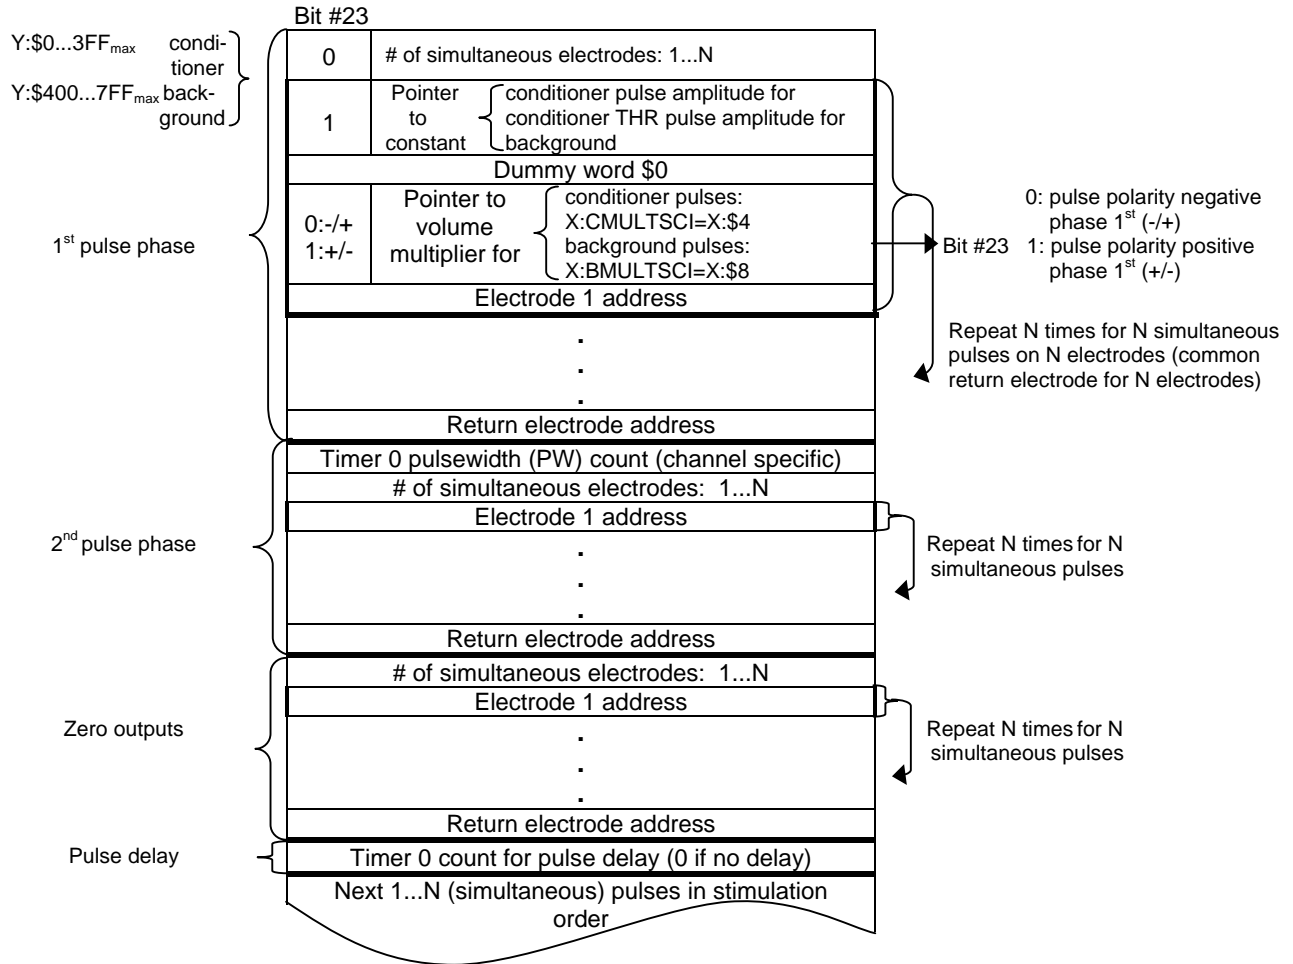 Bit #23
Y:$0...3FFmax condi-
tioner
Y:$400...7FFmax back-
ground
0 # of simultaneous electrodes: 1...N
1
Pointer
to
constant
conditioner pulse amplitude for
conditioner THR pulse amplitude for
background
Dummy word $0
0:-/+
1:+/-
Pointer to
volume
multiplier for
conditioner pulses:
X:CMULTSCI=X:$4
background pulses:
X:BMULTSCI=X:$8
Electrode 1 address
.
.
.
Return electrode address
1st pulse phase
Bit #23
0: pulse polarity negative
phase 1st (-/+)
1: pulse polarity positive
phase 1st (+/-)
Repeat N times for N simultaneous
pulses on N electrodes (common
return electrode for N electrodes)
Timer 0 pulsewidth (PW) count (channel specific)
# of simultaneous electrodes: 1...N
Electrode 1 address
.
.
.
Return electrode address
2nd pulse phase
Repeat N times for N
simultaneous pulses
# of simultaneous electrodes: 1...N
Electrode 1 address
.
.
.
Return electrode address
Zero outputs
Repeat N times for N
simultaneous pulses
Pulse delay
Timer 0 count for pulse delay (0 if no delay)
Next 1...N (simultaneous) pulses in stimulation
order